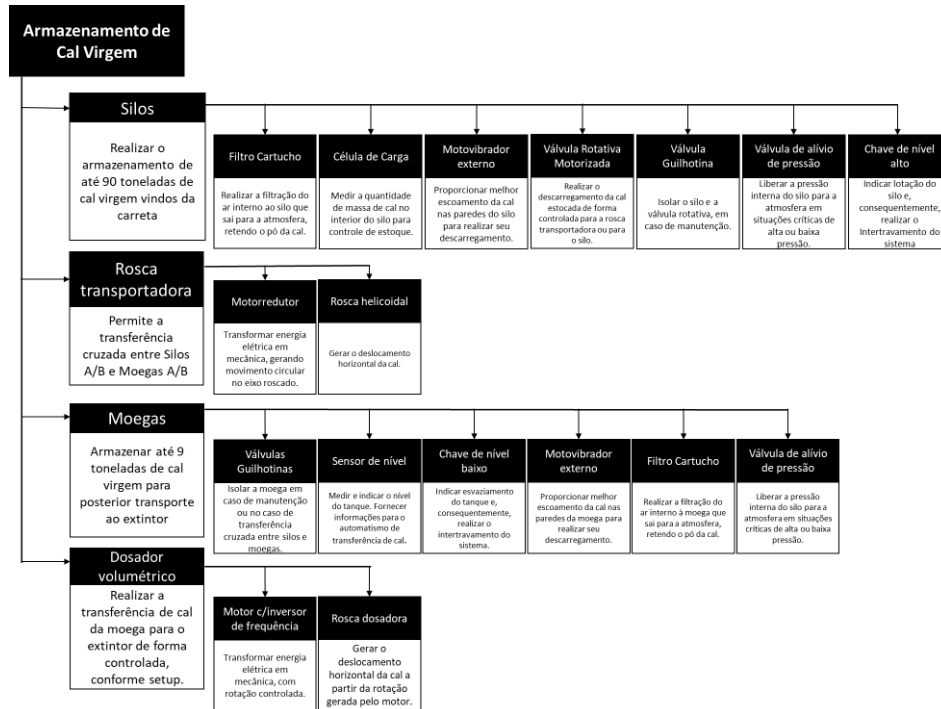 Armazenamento de
Cal Virgem
Silos
Realizar o
armazenamento de
até 90 toneladas de
cal virgem vindos da
carreta
Filtro Cartucho
Realizar a filtração do
ar interno ao silo que
sai para a atmosfera,
retendo o pó da cal.
Célula de Carga
Medir a quantidade
de massa de cal no
interior do silo para
controle de estoque.
Motovibrador
externo
Proporcionar melhor
escoamento da cal
nas paredes do silo
para realizar seu
descarregamento.
Válvula Rotativa
Motorizada
Realizar o
descarregamento da cal
estocada de forma
controlada para a rosca
transportadora ou para
o silo.
Válvula
Guilhotina
Isolar o silo e a
válvula rotativa, em
caso de manutenção.
Válvula de alívio
de pressão
Liberar a pressão
interna do silo para a
atmosfera em
situações críticas de
alta ou baixa
pressão.
Chave de nível
alto
Indicar lotação do
silo e,
consequentemente,
realizar o
Intertravamento do
sistema
Rosca
transportadora
Permite a
transferência
cruzada entre Silos
A/B e Moegas A/B
Motorredutor
Transformar energia
elétrica em
mecânica, gerando
movimento circular
no eixo roscado.
Rosca helicoidal
Gerar o deslocamento
horizontal da cal.
Moegas
Armazenar até 9
toneladas de cal
virgem para
posterior transporte
ao extintor
Válvulas
Guilhotinas
Isolar a moega em
caso de manutenção
ou no caso de
transferência
cruzada entre silos e
moegas.
Sensor de nível
Medir e indicar o nível
do tanque. Fornecer
informações para o
automatismo de
transferência de cal.
Chave de nível
baixo
Indicar esvaziamento do
tanque e,
consequentemente,
realizar o
intertravamento do
sistema.
Motovibrador
externo
Proporcionar melhor
escoamento da cal nas
paredes da moega para
realizar seu
descarregamento.
Filtro Cartucho
Realizar a filtração do
ar interno à moega que
sai para a atmosfera,
retendo o pó da cal.
Válvula de alívio
de pressão
Liberar a pressão
interna do silo para a
atmosfera em situações
críticas de alta ou baixa
pressão.
Dosador
volumétrico
Realizar a
transferência de cal
da moega para o
extintor de forma
controlada,
conforme setup.
Motor c/inversor
de frequência
Transformar energia
elétrica em
mecânica, com
rotação controlada.
Rosca dosadora
Gerar o
deslocamento
horizontal da cal a
partir da rotação
gerada pelo motor.